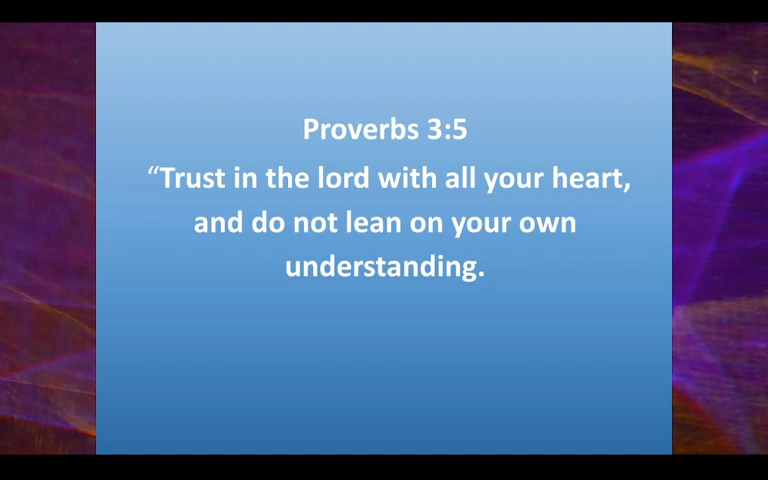 Proverbs 3:5
“Trust in the lord with all your heart,
and do not lean on your own
understanding.